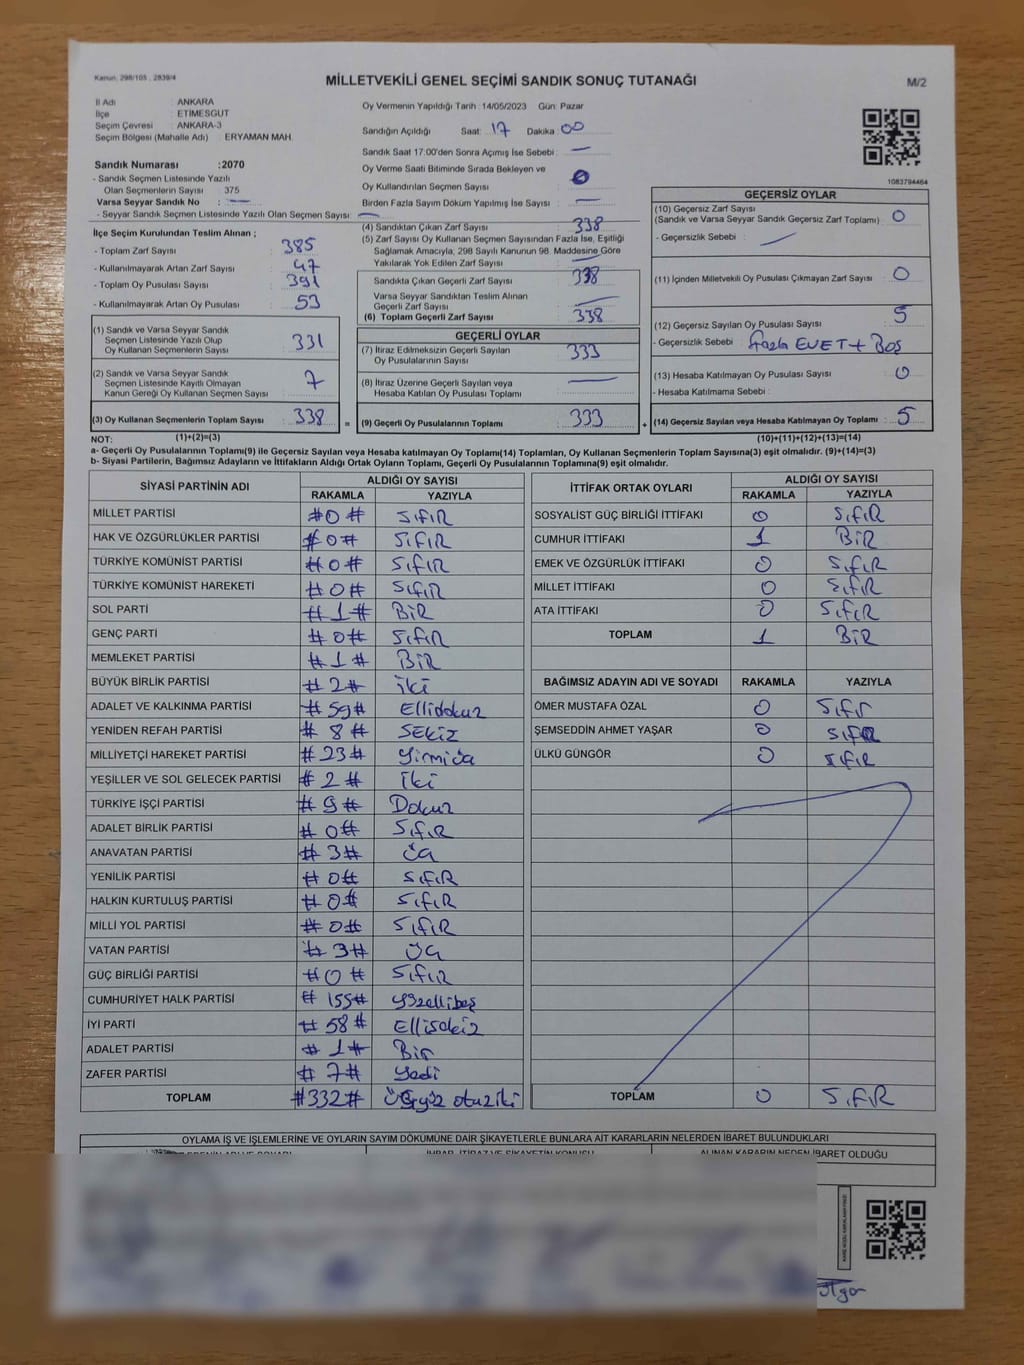 Kanun, 298/105 , 2839/4
MİLLETVEKİLİ GENEL SEÇİMİ SANDIK SONUÇ TUTANAĞI
M/2
İl Adı ANKARA
İlçe ETIMESGUT
Seçim Çevresi ANKARA-3
Seçim Bölgesi (Mahalle Adı) : ERYAMAN MAH.
Sandık Numarası :2070
- Sandık Seçmen Listesinde Yazılı
Olan Seçmenlerin Sayısı : 375
Varsa Seyyar Sandık No : —
- Seyyar Sandık Seçmen Listesinde Yazılı Olan Seçmen Sayısı : —
İlçe Seçim Kurulundan Teslim Alınan ;
- Toplam Zarf Sayısı 385
- Kullanılmayarak Artan Zarf Sayısı 47
- Toplam Oy Pusulası Sayısı 391
- Kullanılmayarak Artan Oy Pusulası 53
(1) Sandık ve Varsa Seyyar Sandık
Seçmen Listesinde Yazılı Olup
Oy Kullanan Seçmenlerin Sayısı 331
(2) Sandık ve Varsa Seyyar Sandık
Seçmen Listesinde Kayıtlı Olmayan
Kanun Gereği Oy Kullanan Seçmen Sayısı 7
(3) Oy Kullanan Seçmenlerin Toplam Sayısı 338
Oy Vermenin Yapıldığı Tarih :14/05/2023 Gün: Pazar
Sandığın Açıldığı Saat: 17 Dakika : 00
Sandık Saat 17:00'den Sonra Açımış İse Sebebi : —
Oy Verme Saati Bitiminde Sırada Bekleyen ve
Oy Kullandırılan Seçmen Sayısı 0
Birden Fazla Sayım Döküm Yapılmış İse Sayısı : —
(4) Sandıktan Çıkan Zarf Sayısı 338
(5) Zarf Sayısı Oy Kullanan Seçmen Sayısından Fazla İse, Eşitliği
Sağlamak Amacıyla, 298 Sayılı Kanunun 98. Maddesine Göre
Yakılarak Yok Edilen Zarf Sayısı —
Sandıkta Çıkan Geçerli Zarf Sayısı 338
Varsa Seyyar Sandıktan Teslim Alınan
Geçerli Zarf Sayısı —
(6) Toplam Geçerli Zarf Sayısı 338
GEÇERLİ OYLAR
(7) İtiraz Edilmeksizin Geçerli Sayılan
Oy Pusulalarının Sayısı 333
(8) İtiraz Üzerine Geçerli Sayılan veya
Hesaba Katılan Oy Pusulası Toplamı —
= (9) Geçerli Oy Pusulalarının Toplamı 333
1083794464
GEÇERSİZ OYLAR
(10) Geçersiz Zarf Sayısı
(Sandık ve Varsa Seyyar Sandık Geçersiz Zarf Toplamı) 0
- Geçersizlik Sebebi : —
(11) İçinden Milletvekili Oy Pusulası Çıkmayan Zarf Sayısı 0
(12) Geçersiz Sayılan Oy Pusulası Sayısı 5
- Geçersizlik Sebebi fazla EVET + Boş
(13) Hesaba Katılmayan Oy Pusulası Sayısı 0
- Hesaba Katılmama Sebebi :
+ (14) Geçersiz Sayılan veya Hesaba Katılmayan Oy Toplamı 5
NOT: (1)+(2)=(3) (10)+(11)+(12)+(13)=(14)
a- Geçerli Oy Pusulalarının Toplamı(9) ile Geçersiz Sayılan veya Hesaba katılmayan Oy Toplamı(14) Toplamları, Oy Kullanan Seçmenlerin Toplam Sayısına(3) eşit olmalıdır. (9)+(14)=(3)
b- Siyasi Partilerin, Bağımsız Adayların ve İttifakların Aldığı Ortak Oyların Toplamı, Geçerli Oy Pusulalarının Toplamına(9) eşit olmalıdır.
SİYASİ PARTİNİN ADI ALDIĞI OY SAYISI
RAKAMLA YAZIYLA
MİLLET PARTİSİ #0# SıfıR
HAK VE ÖZGÜRLÜKLER PARTİSİ #0# SıfıR
TÜRKİYE KOMÜNİST PARTİSİ #0# SıfıR
TÜRKİYE KOMÜNİST HAREKETİ #0# SıfıR
SOL PARTİ #1# BiR
GENÇ PARTİ #0# SıfıR
MEMLEKET PARTİSİ #1# BiR
BÜYÜK BİRLİK PARTİSİ #2# iki
ADALET VE KALKINMA PARTİSİ #59# Ellidokuz
YENİDEN REFAH PARTİSİ #8# SEKİZ
MİLLİYETÇİ HAREKET PARTİSİ #23# Yirmiüç
YEŞİLLER VE SOL GELECEK PARTİSİ #2# iki
TÜRKİYE İŞÇİ PARTİSİ #9# Dokuz
ADALET BİRLİK PARTİSİ #0# SıfıR
ANAVATAN PARTİSİ #3# üç
YENİLİK PARTİSİ #0# SıfıR
HALKIN KURTULUŞ PARTİSİ #0# SıfıR
MİLLİ YOL PARTİSİ #0# SıfıR
VATAN PARTİSİ #3# Üç
GÜÇ BİRLİĞİ PARTİSİ #0# SıfıR
CUMHURİYET HALK PARTİSİ #155# yüzellibeş
İYİ PARTİ #58# Ellisekiz
ADALET PARTİSİ #1# Bir
ZAFER PARTİSİ #7# yedi
TOPLAM #332# üçyüz otuziki
İTTİFAK ORTAK OYLARI ALDIĞI OY SAYISI
RAKAMLA YAZIYLA
SOSYALİST GÜÇ BİRLİĞİ İTTİFAKI 0 SıfıR
CUMHUR İTTİFAKI 1 BiR
EMEK VE ÖZGÜRLÜK İTTİFAKI 0 SıfıR
MİLLET İTTİFAKI 0 SıfıR
ATA İTTİFAKI 0 SıfıR
TOPLAM 1 BiR
BAĞIMSIZ ADAYIN ADI VE SOYADI RAKAMLA YAZIYLA
ÖMER MUSTAFA ÖZAL 0 Sıfır
ŞEMSEDDİN AHMET YAŞAR 0 SıfıR
ÜLKÜ GÜNGÖR 0 SıfıR
TOPLAM 0 SıfıR
OYLAMA İŞ VE İŞLEMLERİNE VE OYLARIN SAYIM DÖKÜMÜNE DAİR ŞİKAYETLERLE BUNLARA AİT KARARLARIN NELERDEN İBARET BULUNDUKLARI
İHBAR, İTİRAZ VE ŞİKAYETİN KONUSU ALINAN KARARIN NEDEN İBARET OLDUĞU